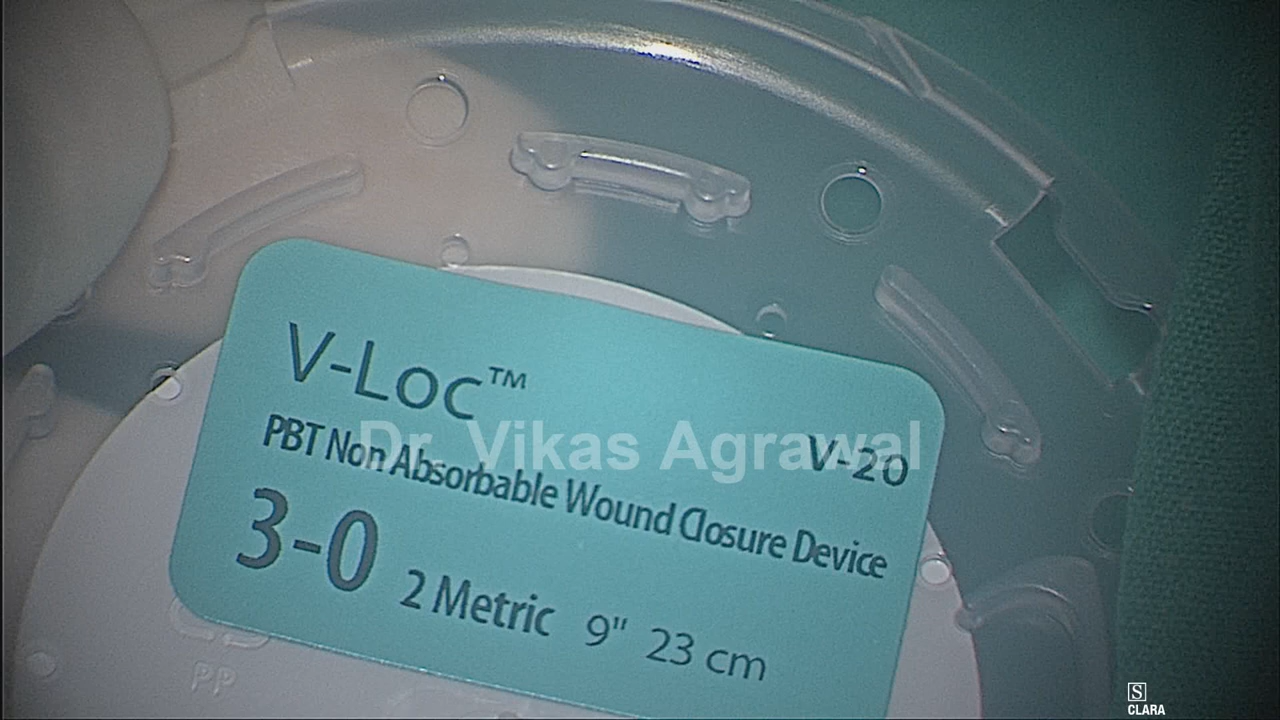 V-Loc™
V-20
PBT Non Absorbable Wound Closure Device
3-0 2 Metric 9" 23 cm
Dr. Vikas Agrawal
PP
S
CLARA